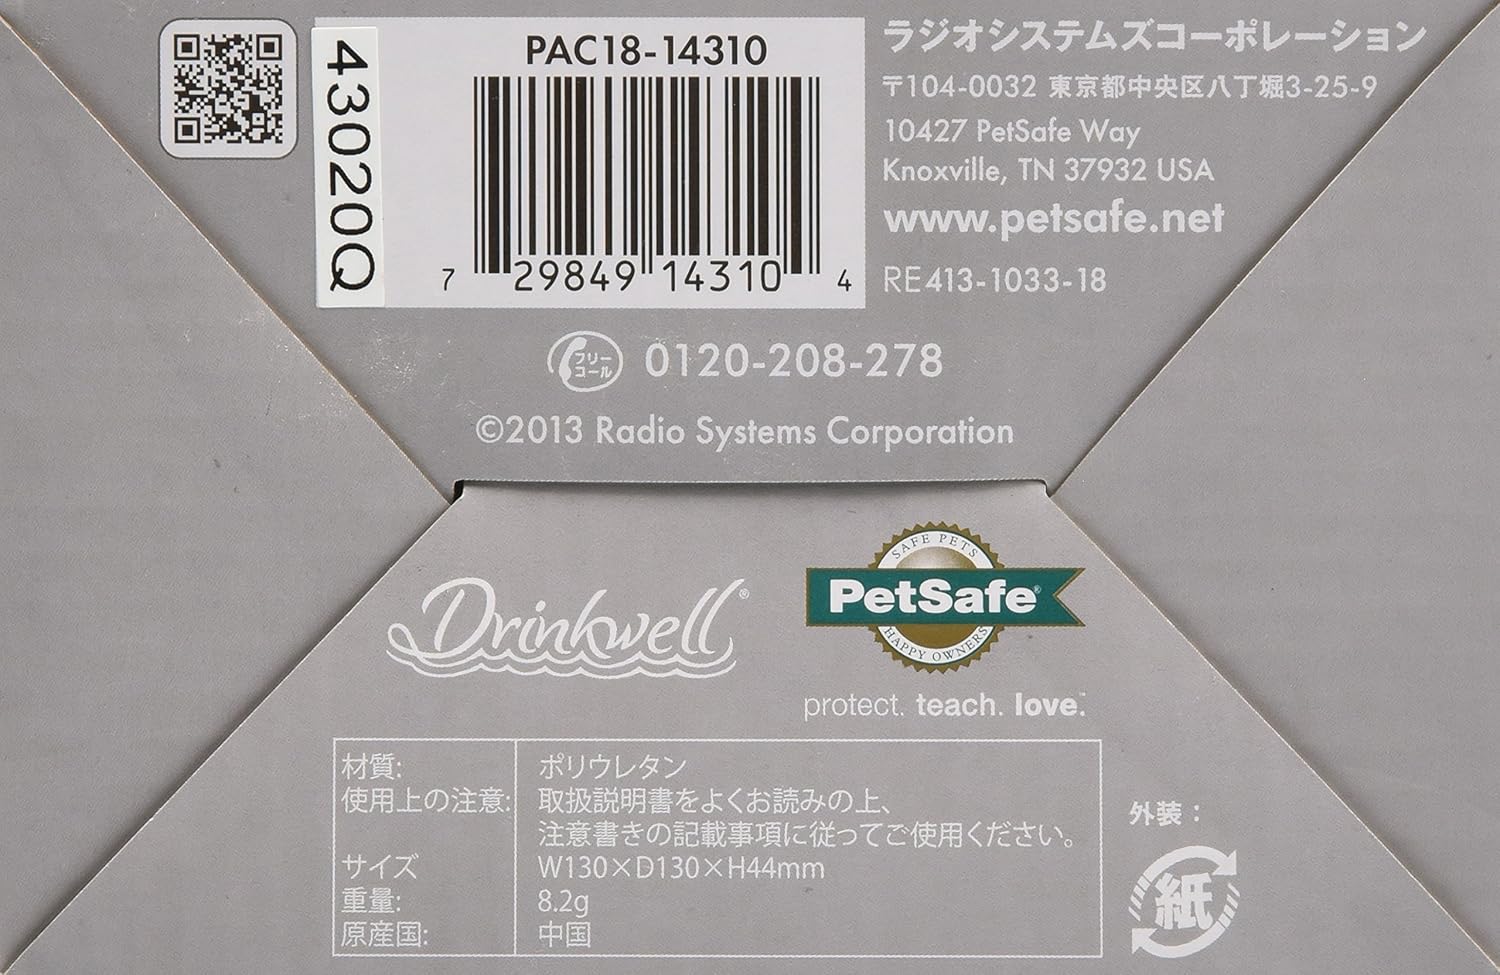 43020Q
PAC18-14310
7 29849 14310 4
ラジオシステムズコーポレーション
〒104-0032 東京都中央区八丁堀3-25-9
10427 PetSafe Way
Knoxville, TN 37932 USA
www.petsafe.net
RE413-1033-18
フリーコール 0120-208-278
©2013 Radio Systems Corporation
Drinkwell®
SAFE PETS
PetSafe®
HAPPY OWNERS
protect. teach. love.™
材質: ポリウレタン
使用上の注意: 取扱説明書をよくお読みの上、
注意書きの記載事項に従ってご使用ください。
サイズ W130×D130×H44mm
重量: 8.2g
原産国: 中国
外装：
紙